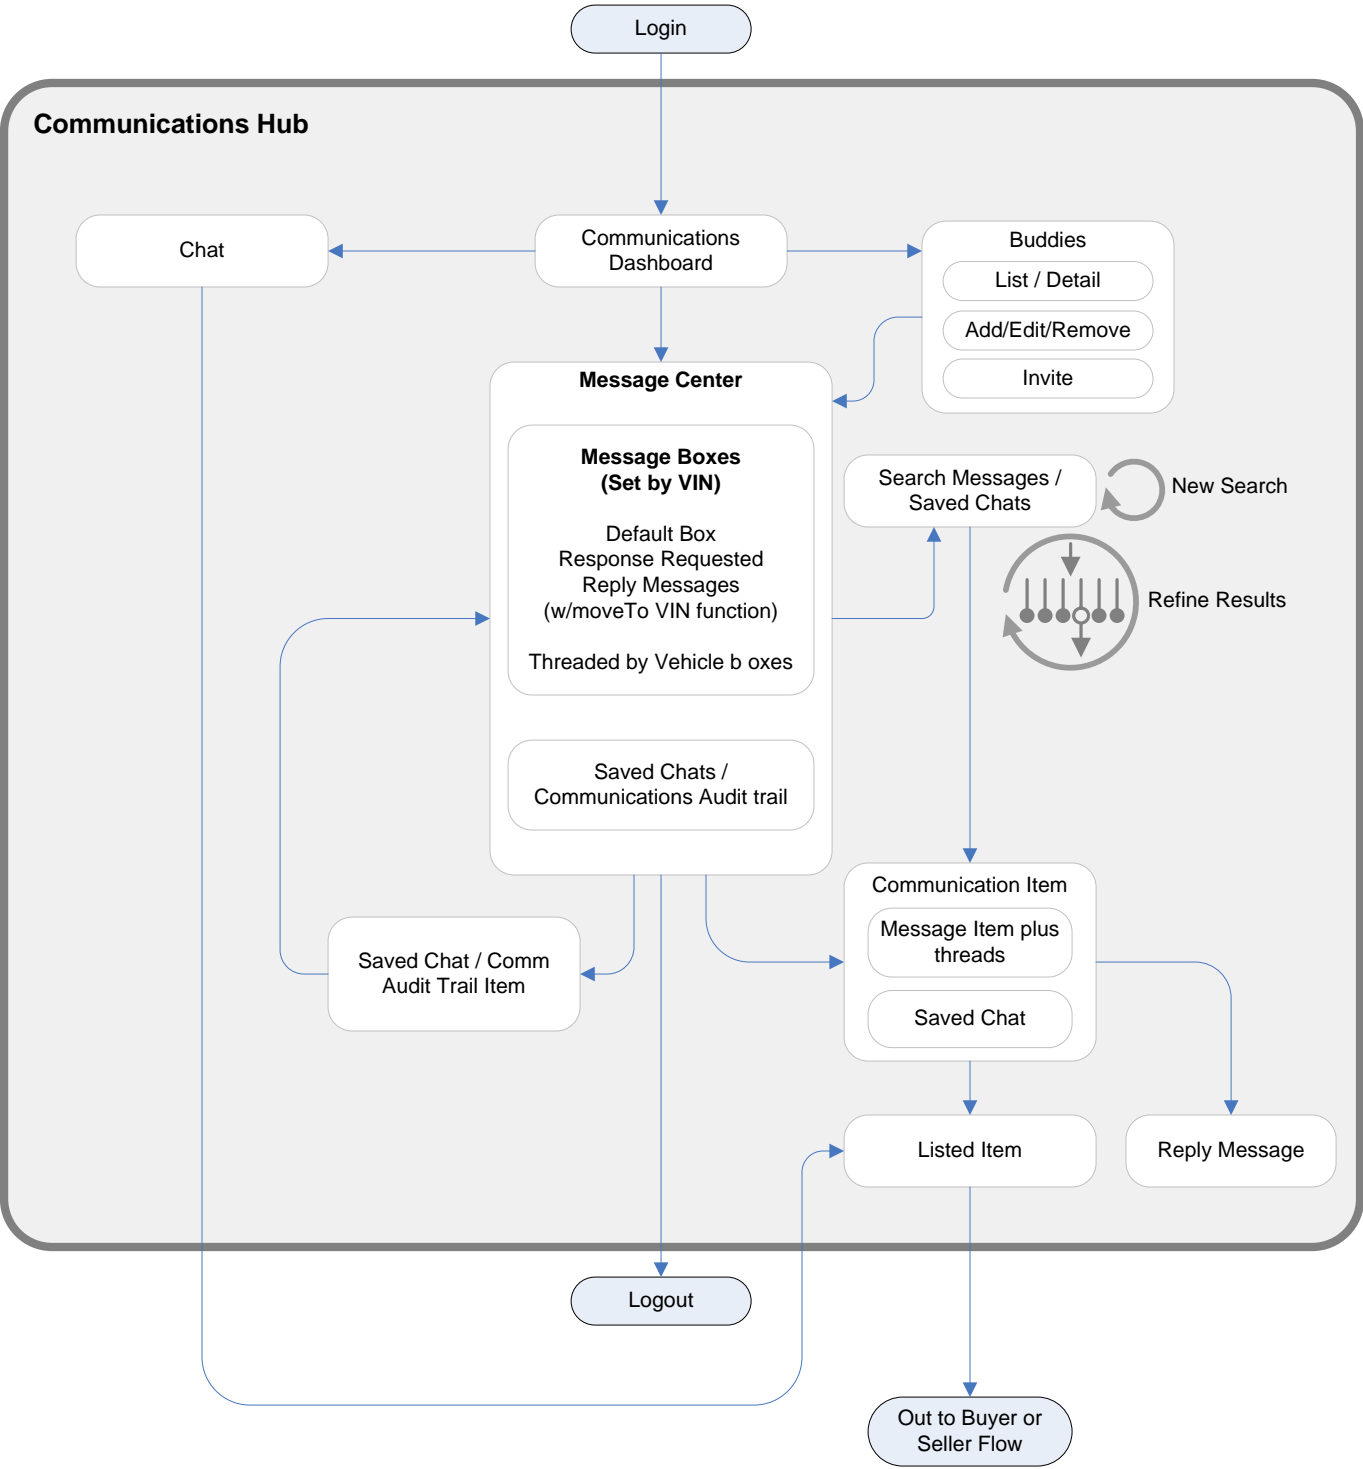 Login
Communications Hub
Chat
Communications
Dashboard
Buddies
List / Detail
Add/Edit/Remove
Invite
Message Center
Message Boxes
(Set by VIN)
Default Box
Response Requested
Reply Messages
(w/moveTo VIN function)
Threaded by Vehicle b oxes
Saved Chats /
Communications Audit trail
Search Messages /
Saved Chats
New Search
Refine Results
Communication Item
Message Item plus
threads
Saved Chat
Saved Chat / Comm
Audit Trail Item
Listed Item
Reply Message
Logout
Out to Buyer or
Seller Flow